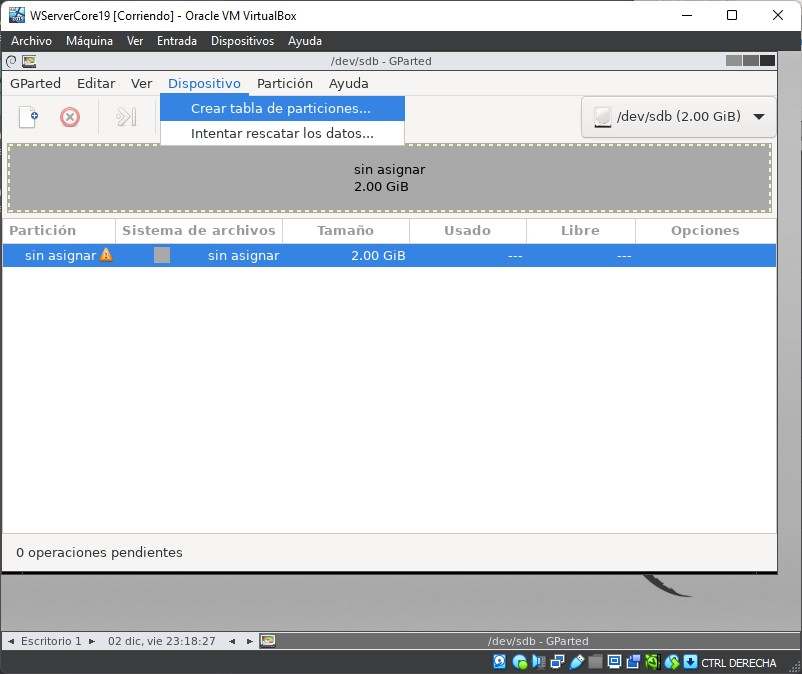 WServerCore19 [Corriendo] - Oracle VM VirtualBox
Archivo Máquina Ver Entrada Dispositivos Ayuda
/dev/sdb - GParted
GParted Editar Ver Dispositivo Partición Ayuda
Crear tabla de particiones...
Intentar rescatar los datos...
/dev/sdb (2.00 GiB)
sin asignar
2.00 GiB
Partición Sistema de archivos Tamaño Usado Libre Opciones
sin asignar sin asignar 2.00 GiB --- ---
0 operaciones pendientes
Escritorio 1 02 dic, vie 23:18:27 /dev/sdb - GParted
CTRL DERECHA